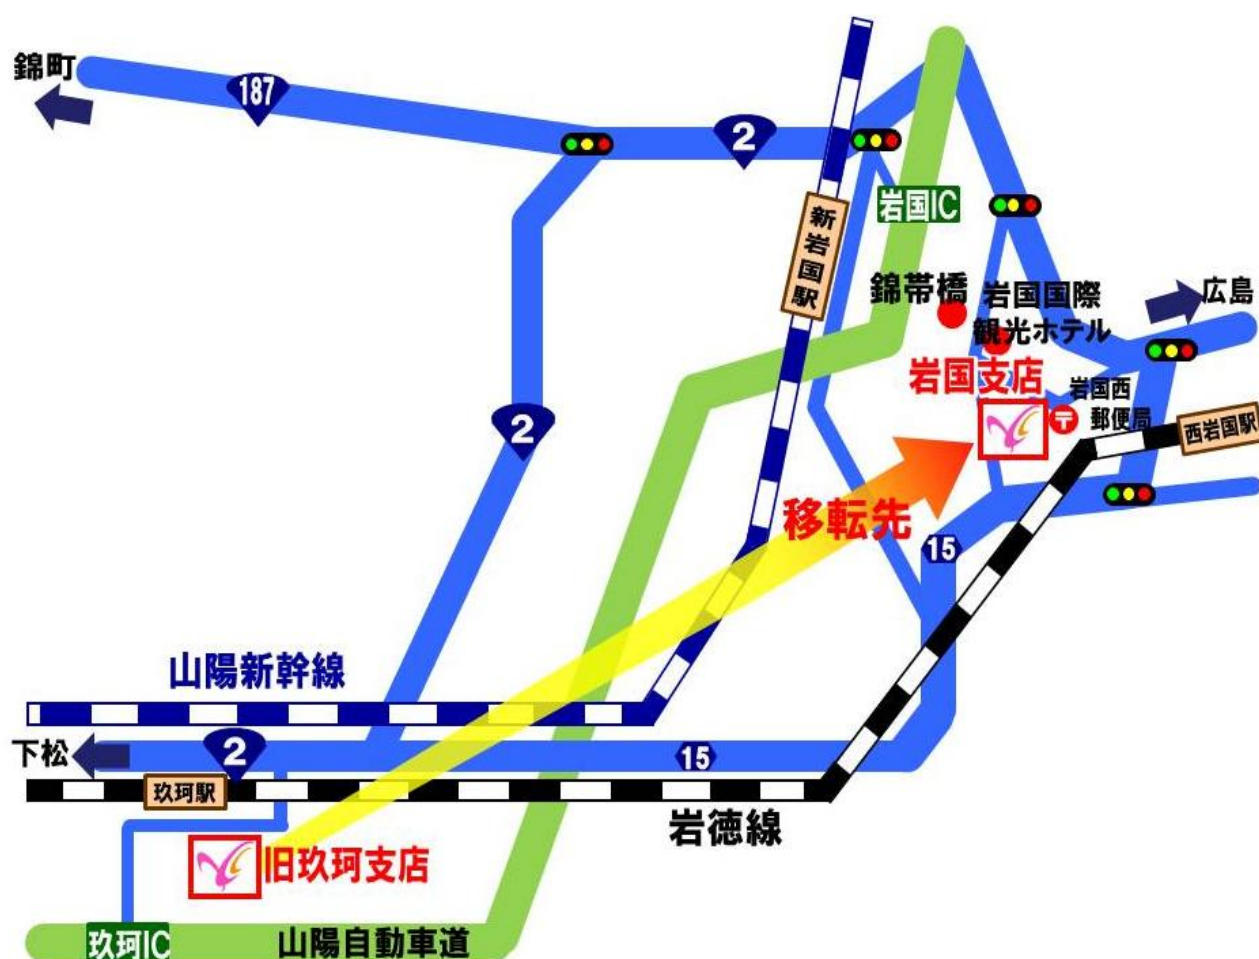 錦町
187
2
岩国IC
新岩国駅
錦帯橋
岩国国際
観光ホテル
広島
岩国支店
岩国西
郵便局
西岩国駅
2
移転先
15
山陽新幹線
下松
2
15
玖珂駅
岩徳線
旧玖珂支店
玖珂IC
山陽自動車道